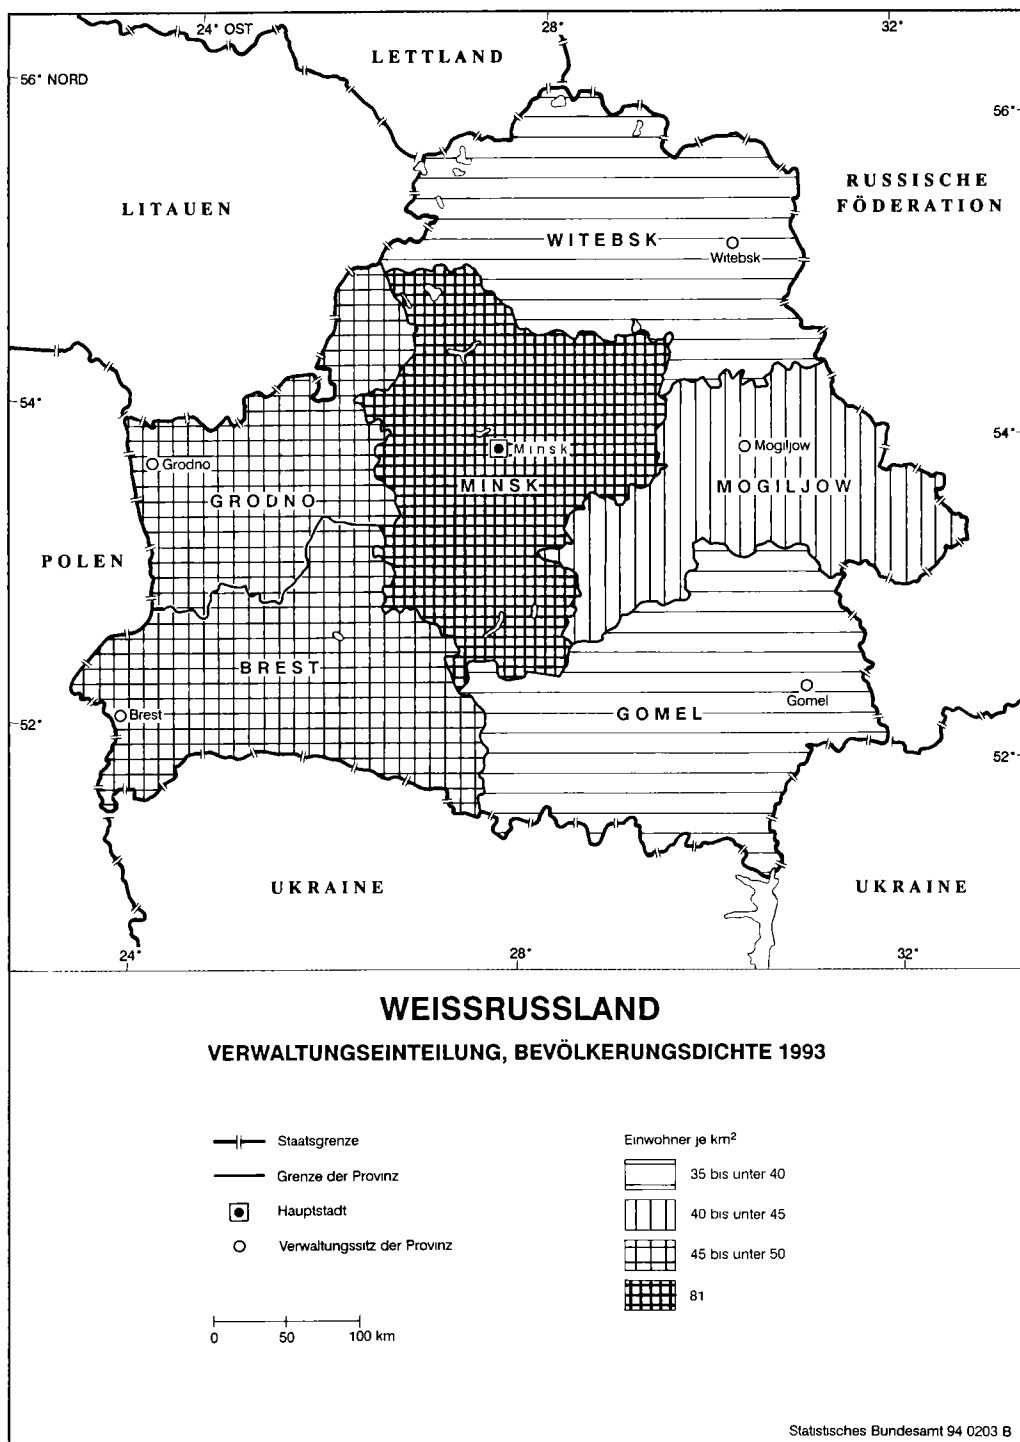 24° OST
28°
32°
LETTLAND
56° NORD
56°
RUSSISCHE
FÖDERATION
LITAUEN
WITEBSK
Witebsk
54°
54°
Minsk
Mogiljow
Grodno
MINSK
MOGILJOW
GRODNO
POLEN
BREST
Gomel
GOMEL
Brest
52°
52°
UKRAINE
UKRAINE
24°
28°
32°
WEISSRUSSLAND
VERWALTUNGSEINTEILUNG, BEVÖLKERUNGSDICHTE 1993
Staatsgrenze
Grenze der Provinz
Hauptstadt
Verwaltungssitz der Provinz
0 50 100 km
Einwohner je km²
35 bis unter 40
40 bis unter 45
45 bis unter 50
81
Statistisches Bundesamt 94 0203 B